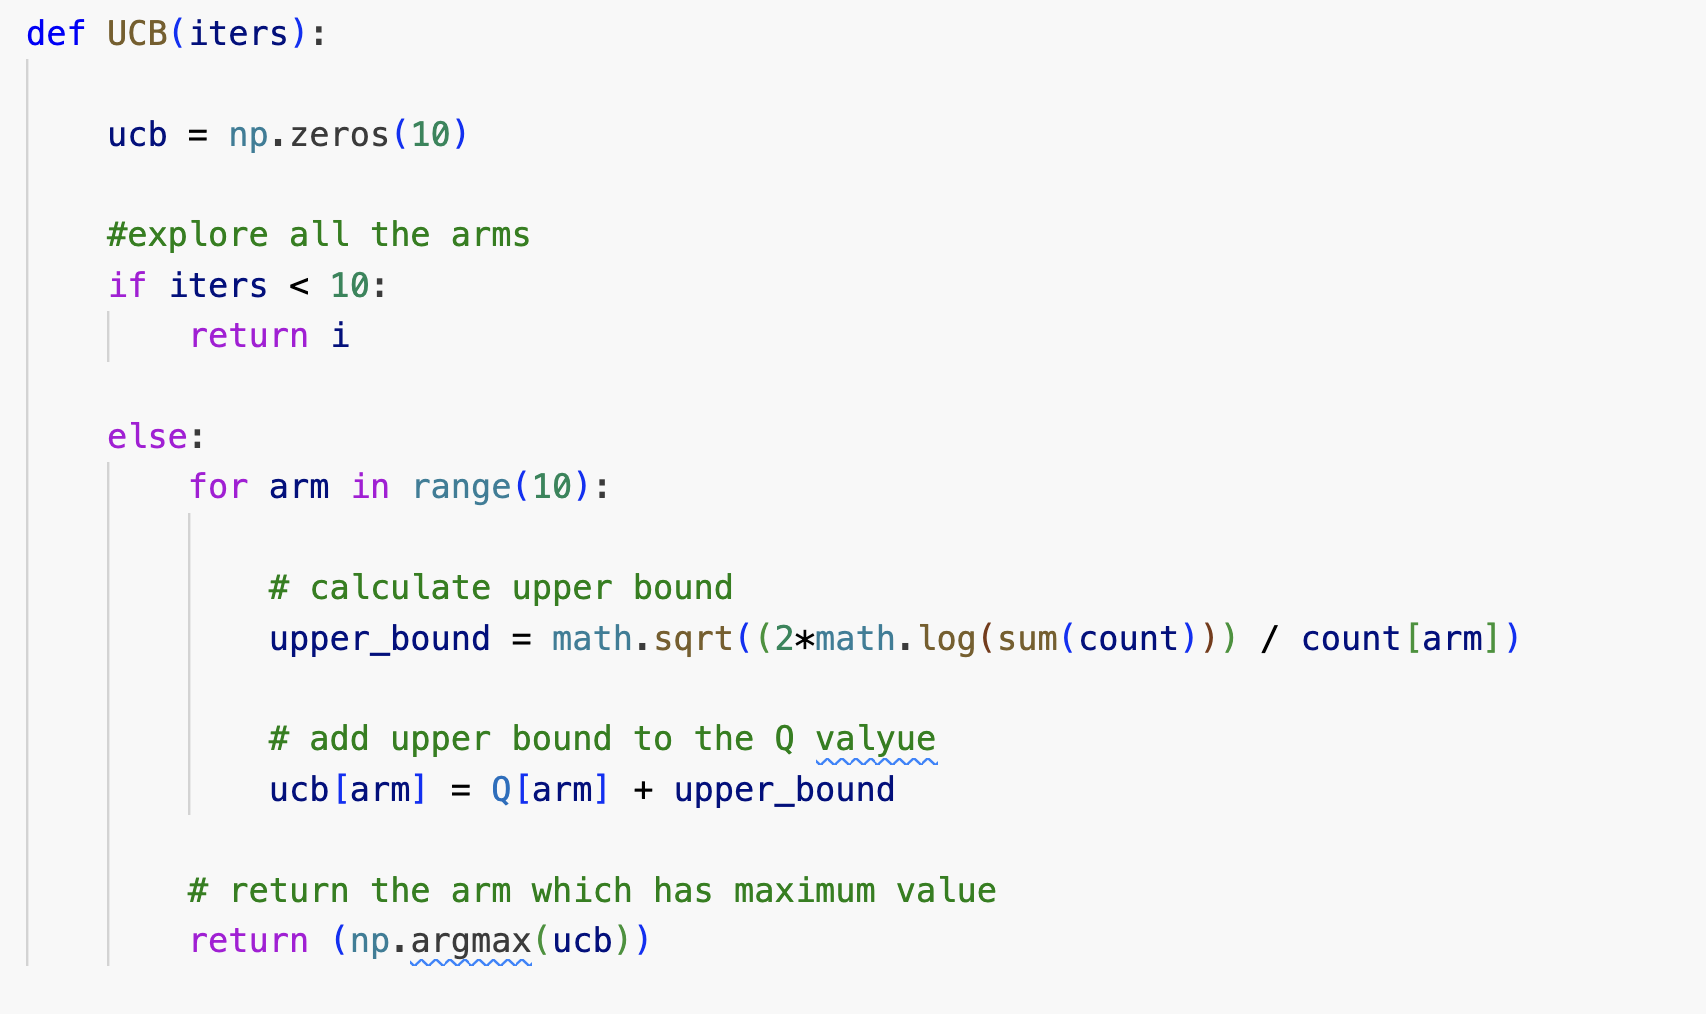 def UCB(iters):
ucb = np.zeros(10)
#explore all the arms
if iters < 10:
return i
else:
for arm in range(10):
# calculate upper bound
upper_bound = math.sqrt((2*math.log(sum(count))) / count[arm])
# add upper bound to the Q valyue
ucb[arm] = Q[arm] + upper_bound
# return the arm which has maximum value
return (np.argmax(ucb))